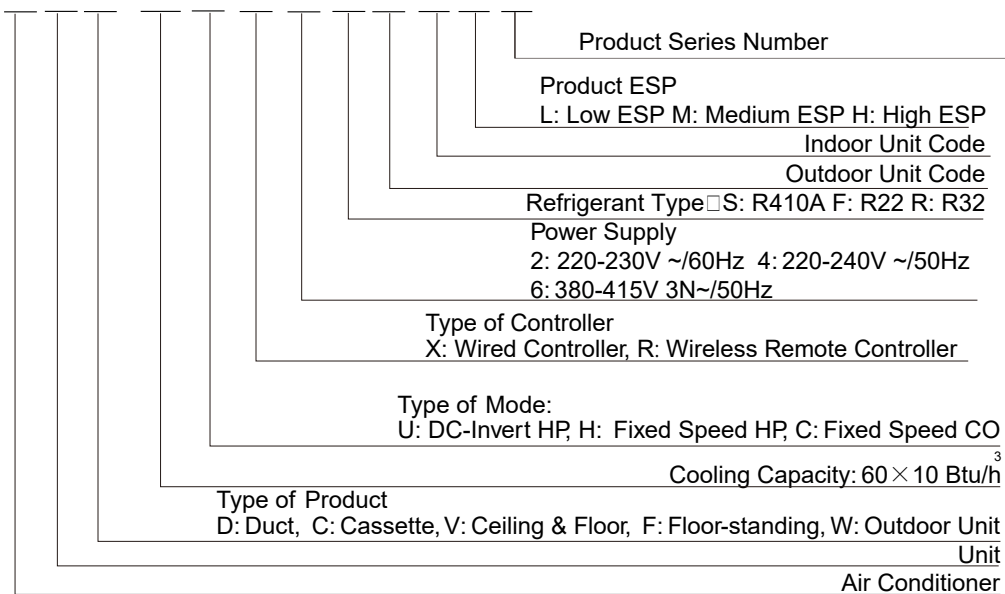 Product Series Number
Product ESP
L: Low ESP M: Medium ESP H: High ESP
Indoor Unit Code
Outdoor Unit Code
Refrigerant Type□S: R410A F: R22 R: R32
Power Supply
2: 220-230V ~/60Hz 4: 220-240V ~/50Hz
6: 380-415V 3N~/50Hz
Type of Controller
X: Wired Controller, R: Wireless Remote Controller
Type of Mode:
U: DC-Invert HP, H: Fixed Speed HP, C: Fixed Speed CO
3
Cooling Capacity: 60×10 Btu/h
Type of Product
D: Duct, C: Cassette, V: Ceiling & Floor, F: Floor-standing, W: Outdoor Unit
Unit
Air Conditioner